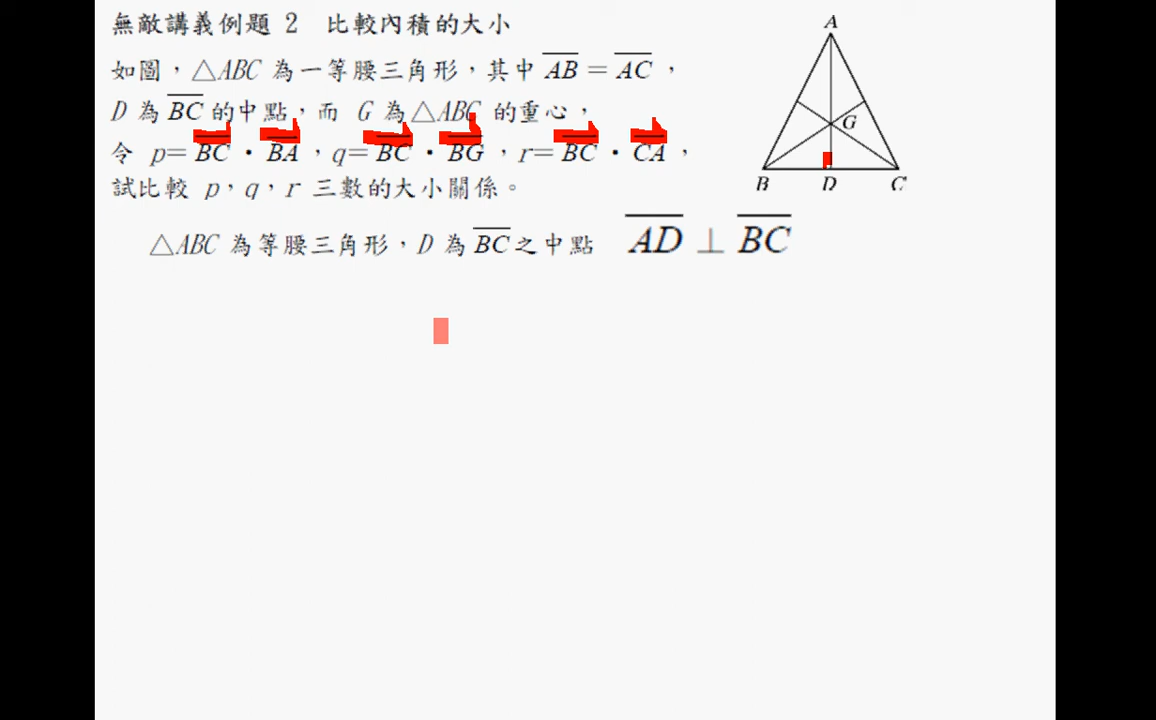 無敵講義例題 2 比較內積的大小
如圖，△ABC 為一等腰三角形，其中 AB = AC，
D 為 BC 的中點，而 G 為△ABC 的重心，
令 p=BC・BA，q=BC・BG，r=BC・CA，
試比較 p，q，r 三數的大小關係。
A
G
B D C
△ABC 為等腰三角形，D 為 BC 之中點 AD ⊥ BC